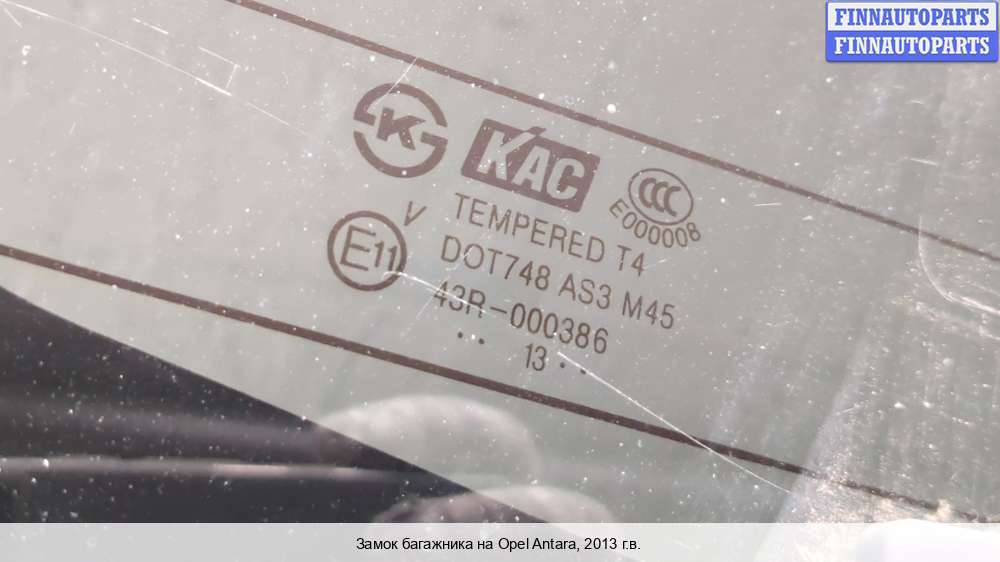 FINNAUTOPARTS
FINNAUTOPARTS
K
KAC
CCC
E000008
V
TEMPERED T4
E11
DOT748 AS3 M45
43R-000386
.. 13 ..
Замок багажника на Opel Antara, 2013 г.в.